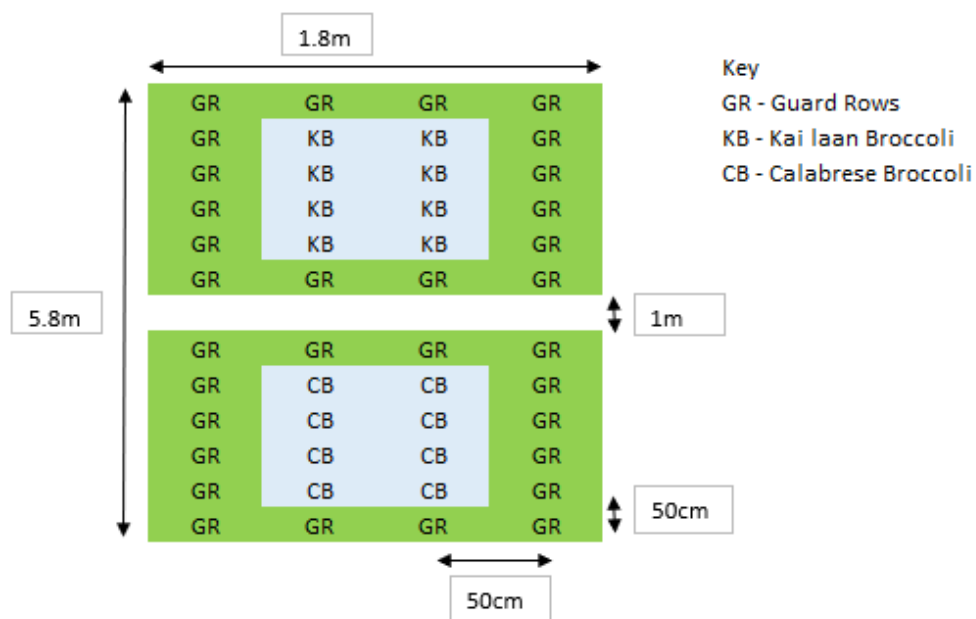 1.8m
Key
GR - Guard Rows
KB - Kai laan Broccoli
CB - Calabrese Broccoli
GR GR GR GR
GR KB KB GR
GR KB KB GR
GR KB KB GR
GR KB KB GR
GR GR GR GR
5.8m
1m
GR GR GR GR
GR CB CB GR
GR CB CB GR
GR CB CB GR
GR CB CB GR
GR GR GR GR
50cm
50cm